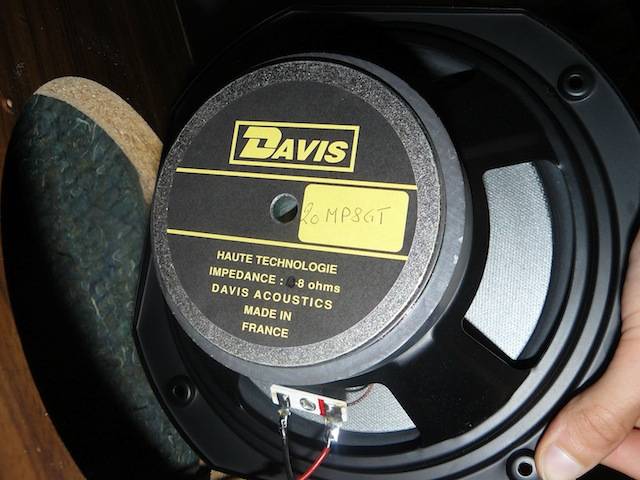 DAVIS
20 MP8GT
HAUTE TECHNOLOGIE
IMPEDANCE : -8 ohms
DAVIS ACOUSTICS
MADE IN
FRANCE